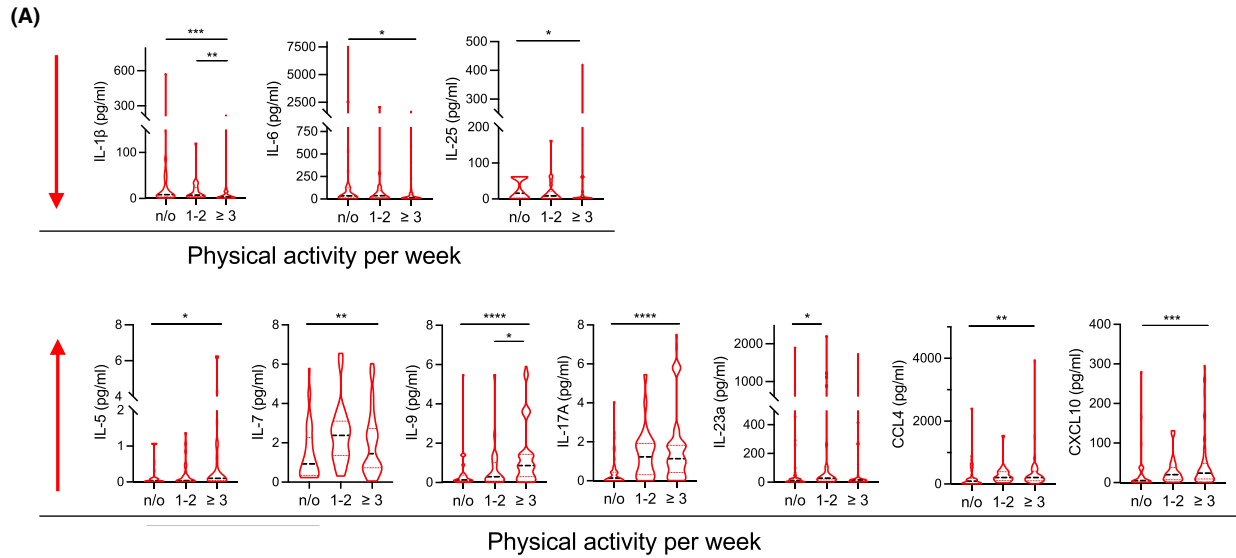 (A)
*** ** * *
IL-1β (pg/ml) 600 300 100 0 n/o 1-2 ≥ 3
IL-6 (pg/ml) 7500 5000 2500 750 500 250 0 n/o 1-2 ≥ 3
IL-25 (pg/ml) 500 400 300 200 100 0 n/o 1-2 ≥ 3
Physical activity per week
* ** **** * **** * ** ***
IL-5 (pg/ml) 8 4 2 1 0 n/o 1-2 ≥ 3
IL-7 (pg/ml) 8 6 4 2 0 n/o 1-2 ≥ 3
IL-9 (pg/ml) 8 6 4 2 0 n/o 1-2 ≥ 3
IL-17A (pg/ml) 8 6 4 2 0 n/o 1-2 ≥ 3
IL-23a (pg/ml) 2000 1000 400 200 0 n/o 1-2 ≥ 3
CCL4 (pg/ml) 4000 2000 0 n/o 1-2 ≥ 3
CXCL10 (pg/ml) 400 300 200 100 0 n/o 1-2 ≥ 3
Physical activity per week